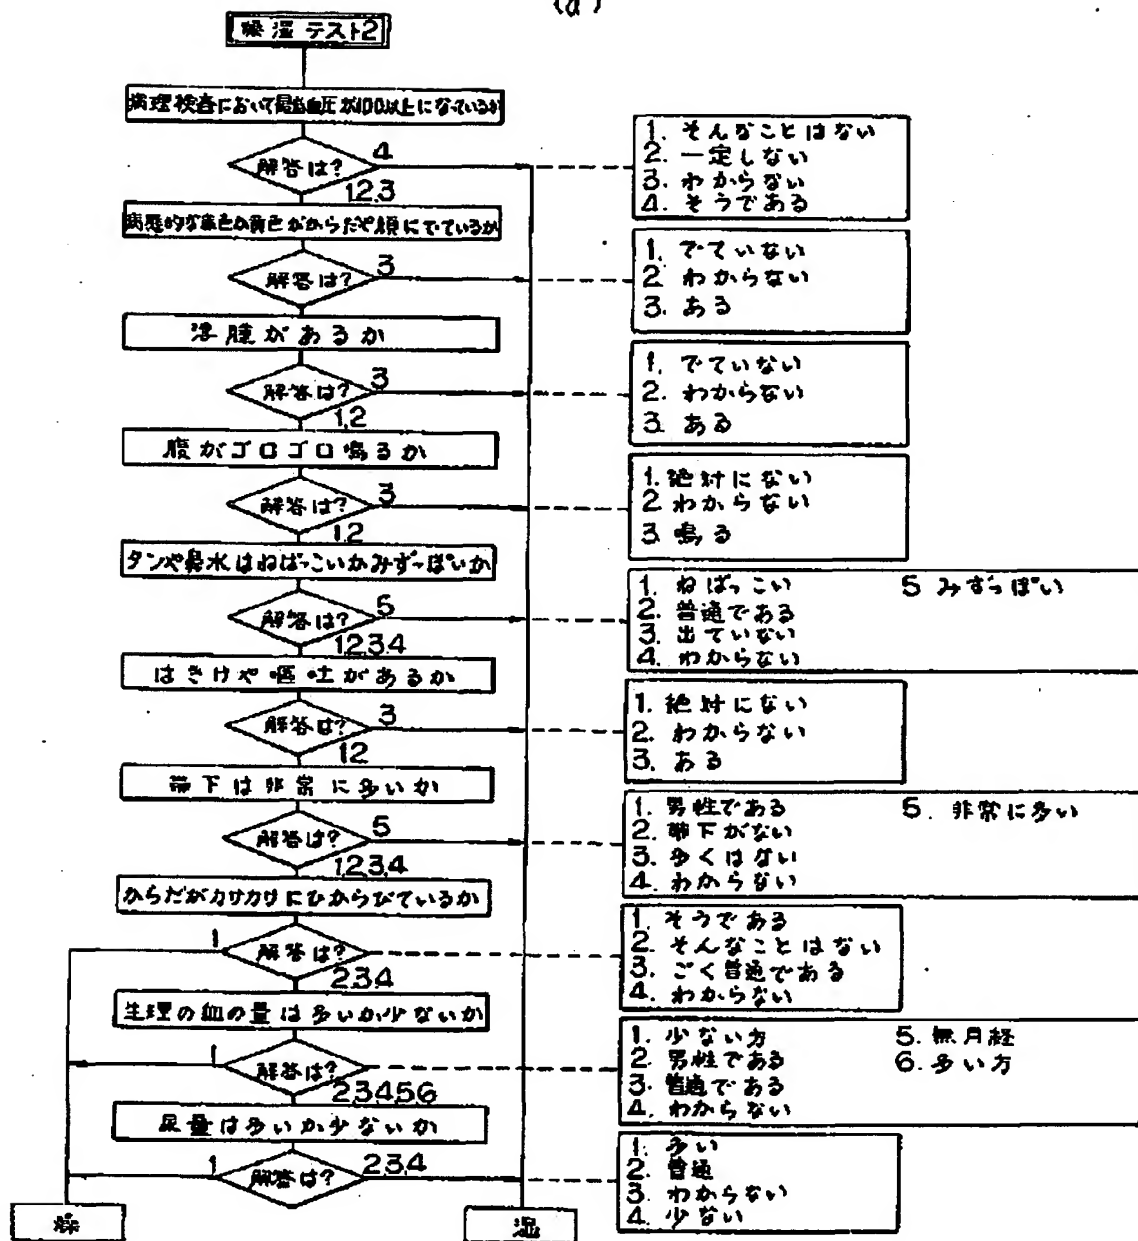 (a)
燥湿 テスト2
病理検査において最高血圧が100以上になっているか
解答は?
4
1,2,3
1. そんなことはない
2. 一定しない
3. わからない
4. そうである
病的な黄色がからだや顔にでているか
解答は?
3
1. でていない
2. わからない
3. ある
浮腫があるか
解答は?
3
1,2
1. でていない
2. わからない
3. ある
腹がゴロゴロ鳴るか
解答は?
3
1,2
1. 絶対にない
2 わからない
3 鳴る
タンや鼻水はねばっこいかみずっぽいか
解答は?
5
1,2,3,4
1. ねばっこい
2. 普通である
3. 出ていない
4. わからない
5 みずっぽい
はきけや嘔吐があるか
解答は?
3
1,2
1. 絶対にない
2. わからない
3. ある
帯下は非常に多いか
解答は?
5
1,2,3,4
1. 男性である
2. 帯下がない
3. 多くはない
4. わからない
5. 非常に多い
からだがカサカサにひからびているか
解答は?
1
2,3,4
1. そうである
2. そんなことはない
3. ごく普通である
4. わからない
生理の血の量は多いか少ないか
解答は?
1
2,3,4,5,6
1. 少ない方
2. 男性である
3. 普通である
4. わからない
5. 無月経
6. 多い方
尿量は多いか少ないか
解答は?
1
2,3,4
1. 多い
2. 普通
3. わからない
4. 少ない
燥
湿